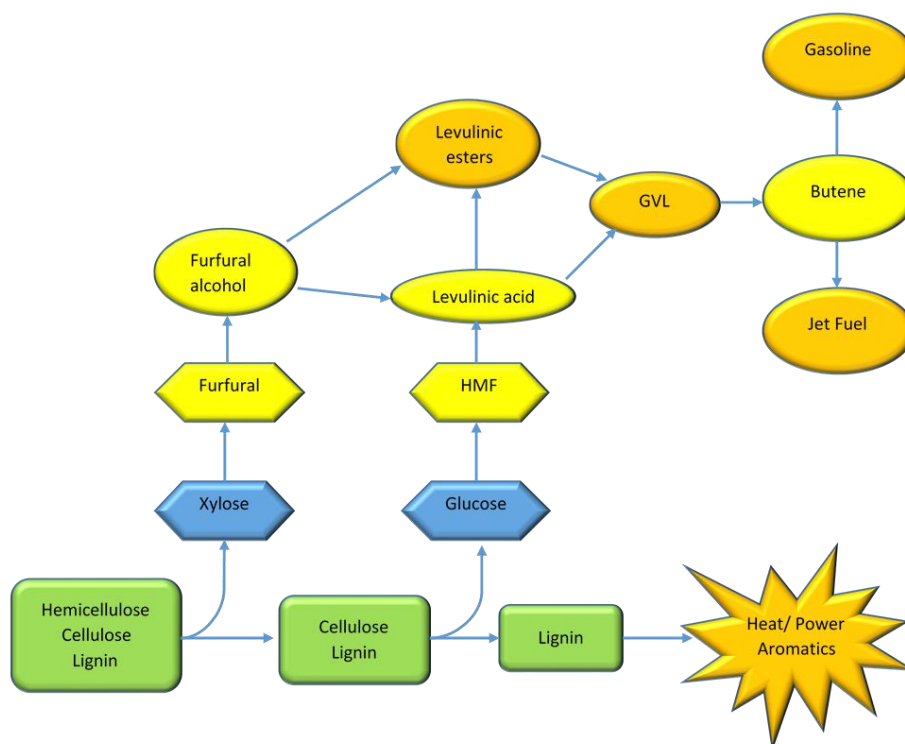 Gasoline
Levulinic
esters
GVL
Butene
Furfural
alcohol
Levulinic acid
Jet Fuel
Furfural
HMF
Xylose
Glucose
Hemicellulose
Cellulose
Lignin
Cellulose
Lignin
Lignin
Heat/ Power
Aromatics